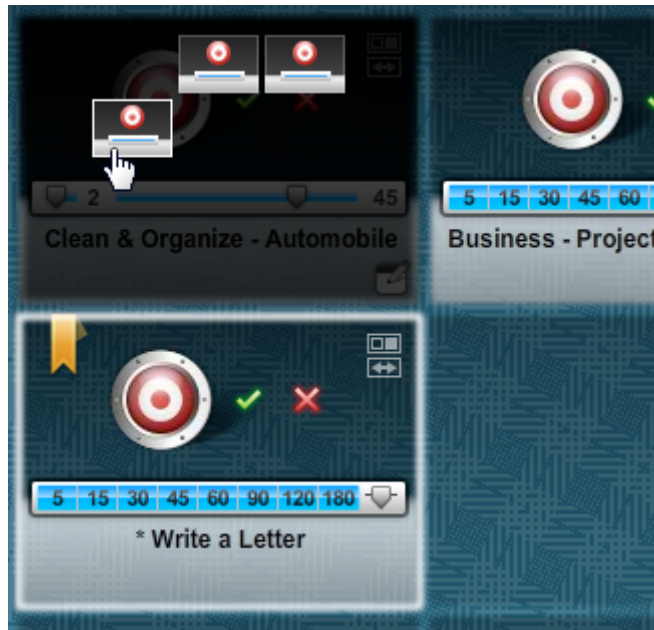 2 45
Clean & Organize - Automobile
5 15 30 45 60
Business - Project
5 15 30 45 60 90 120 180
* Write a Letter